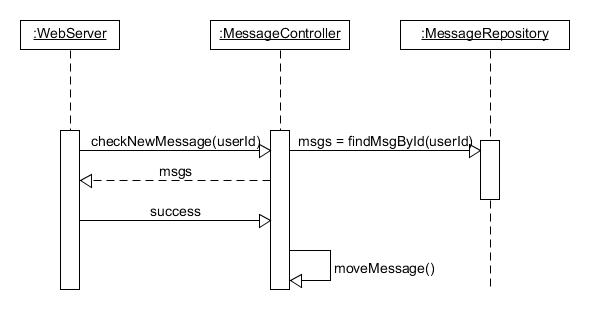 :WebServer
:MessageController
:MessageRepository
checkNewMessage(userId)
msgs = findMsgById(userId)
msgs
success
moveMessage()